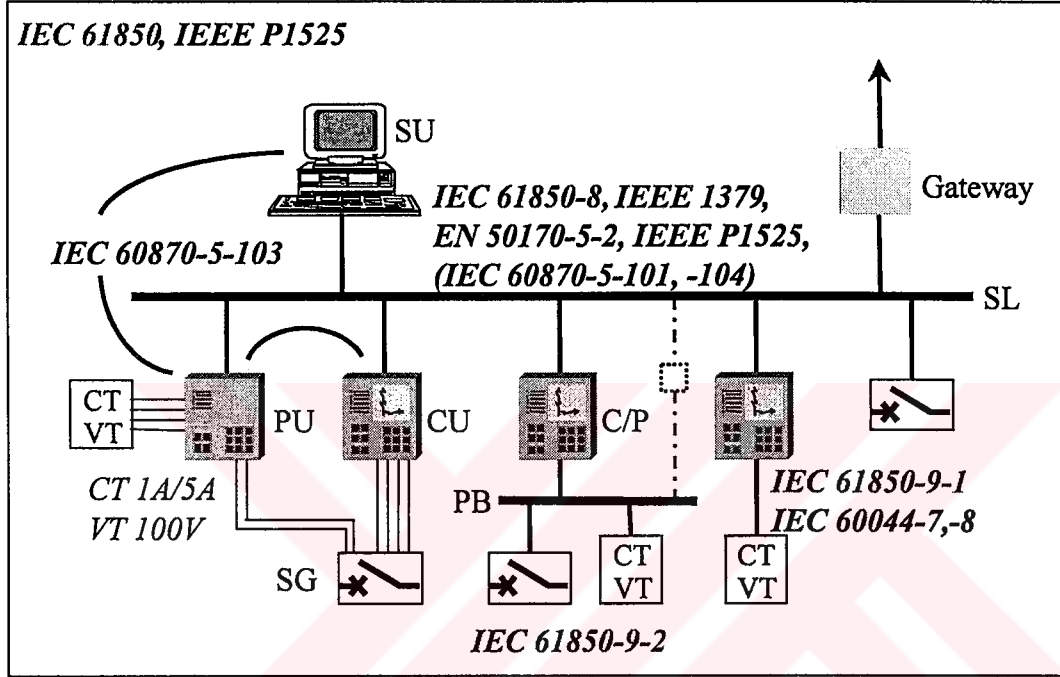 IEC 61850, IEEE P1525
SU
IEC 61850-8, IEEE 1379,
EN 50170-5-2, IEEE P1525,
(IEC 60870-5-101, -104)
Gateway
IEC 60870-5-103
SL
CT
VT
PU
CU
C/P
CT 1A/5A
VT 100V
PB
IEC 61850-9-1
IEC 60044-7,-8
SG
CT
VT
CT
VT
IEC 61850-9-2